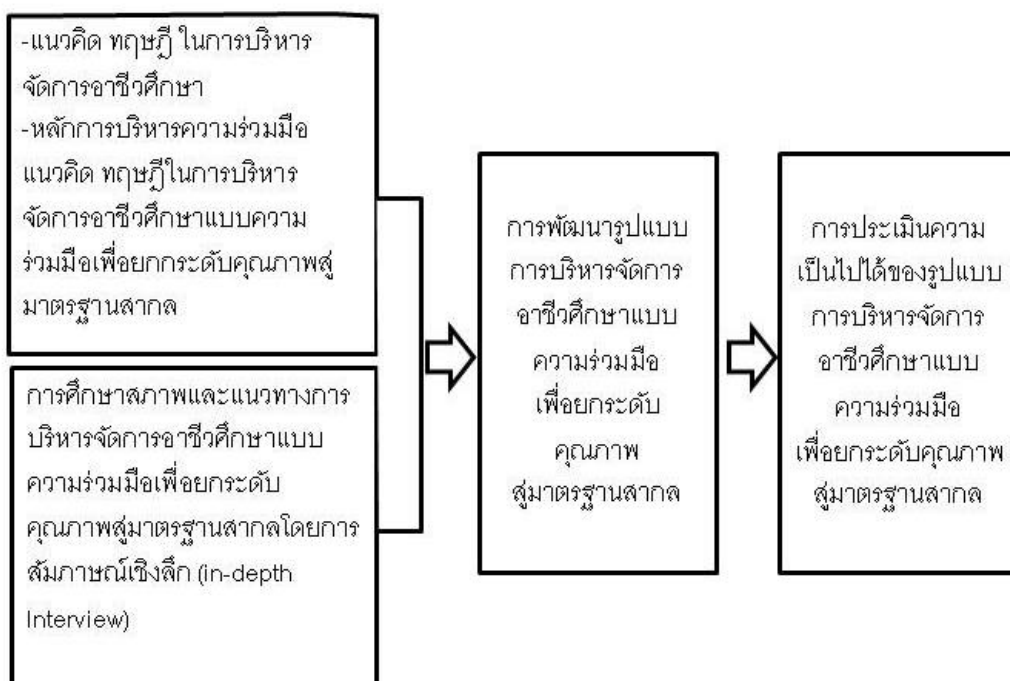 -แนวคิด ทฤษฎี ในการบริหาร
จัดการอาชีวศึกษา
-หลักการบริหารความร่วมมือ
แนวคิด ทฤษฎีในการบริหาร
จัดการอาชีวศึกษาแบบความ
ร่วมมือเพื่อยกกระดับคุณภาพสู่
มาตรฐานสากล
การศึกษาสภาพและแนวทางการ
บริหารจัดการอาชีวศึกษาแบบ
ความร่วมมือเพื่อยกระดับ
คุณภาพสู่มาตรฐานสากลโดยการ
สัมภาษณ์เชิงลึก (in-depth
Interview)
การพัฒนารูปแบบ
การบริหารจัดการ
อาชีวศึกษาแบบ
ความร่วมมือ
เพื่อยกระดับ
คุณภาพ
สู่มาตรฐานสากล
การประเมินความ
เป็นไปได้ของรูปแบบ
การบริหารจัดการ
อาชีวศึกษาแบบ
ความร่วมมือ
เพื่อยกระดับคุณภาพ
สู่มาตรฐานสากล